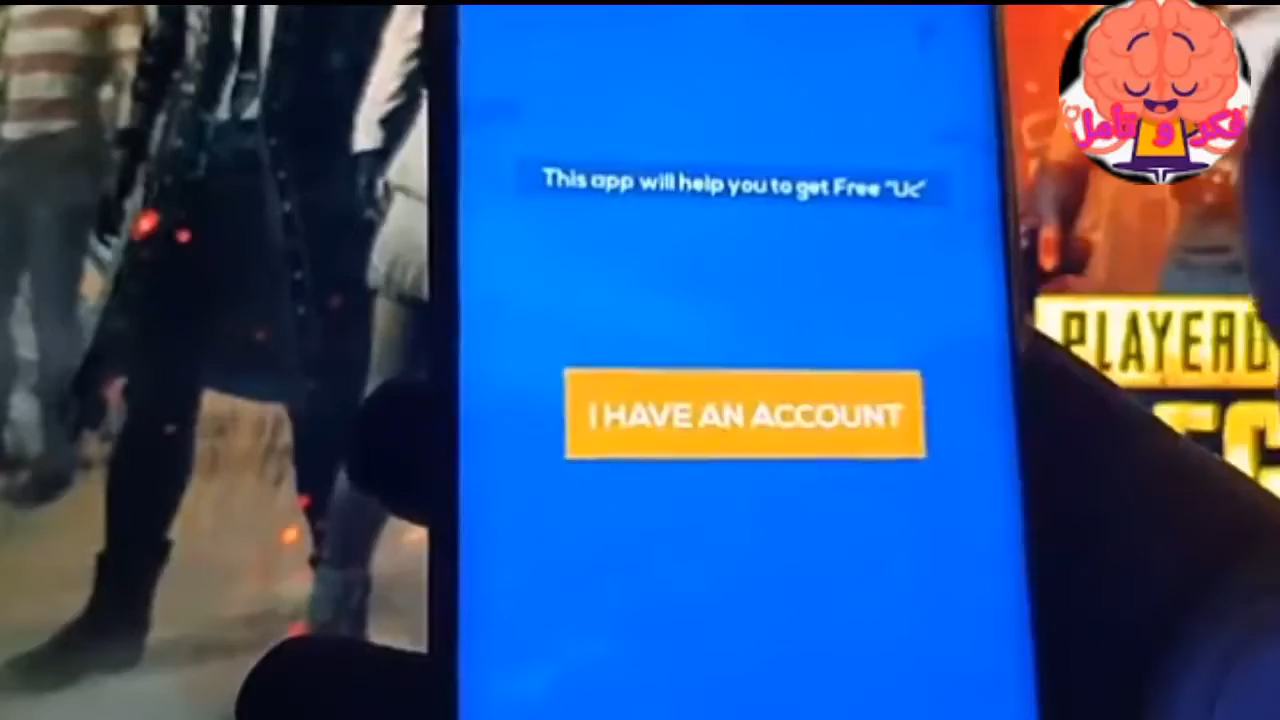 فكر و تأمل
This app will help you to get Free "Uc"
I HAVE AN ACCOUNT
PLAYERU